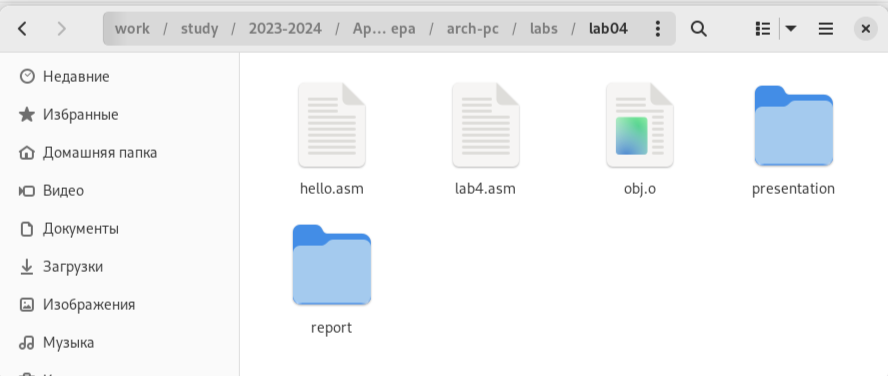 work / study / 2023-2024 / Ap... ера / arch-pc / labs / lab04
Недавние
Избранные
Домашняя папка
Видео
Документы
Загрузки
Изображения
Музыка
hello.asm lab4.asm obj.o presentation
report